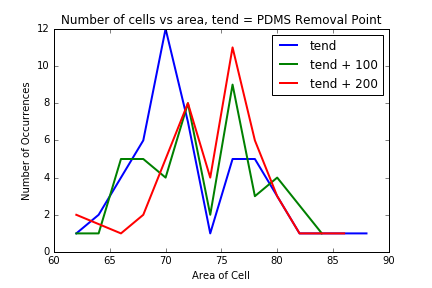 Number of cells vs area, tend = PDMS Removal Point
12
10
8
6
4
2
0
Number of Occurrences
tend
tend + 100
tend + 200
60 65 70 75 80 85 90
Area of Cell